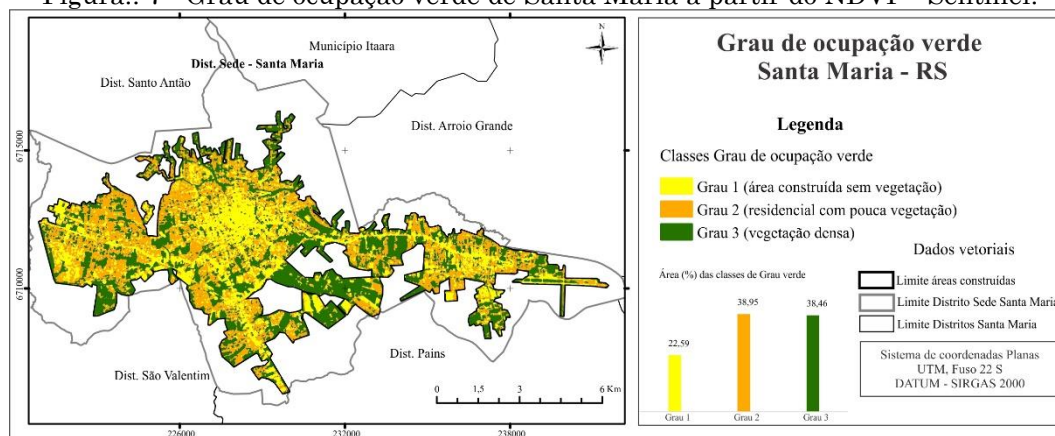 Figura.: 7 - Grau de ocupação verde de Santa Maria a partir do NDVI - Sentinel.
Município Itaara
Dist. Sede - Santa Maria
Dist. Santo Antão
Dist. Arroio Grande
Dist. Pains
Dist. São Valentim
6715000
6710000
226000
232000
238000
N
0 1,5 3 6 Km
Grau de ocupação verde
Santa Maria - RS
Legenda
Classes Grau de ocupação verde
Grau 1 (área construída sem vegetação)
Grau 2 (residencial com pouca vegetação)
Grau 3 (vegetação densa)
Área (%) das classes de Grau verde
22,59
38,95
38,46
Grau 1
Grau 2
Grau 3
Dados vetoriais
Limite áreas construídas
Limite Distrito Sede Santa Maria
Limite Distritos Santa Maria
Sistema de coordenadas Planas
UTM, Fuso 22 S
DATUM - SIRGAS 2000